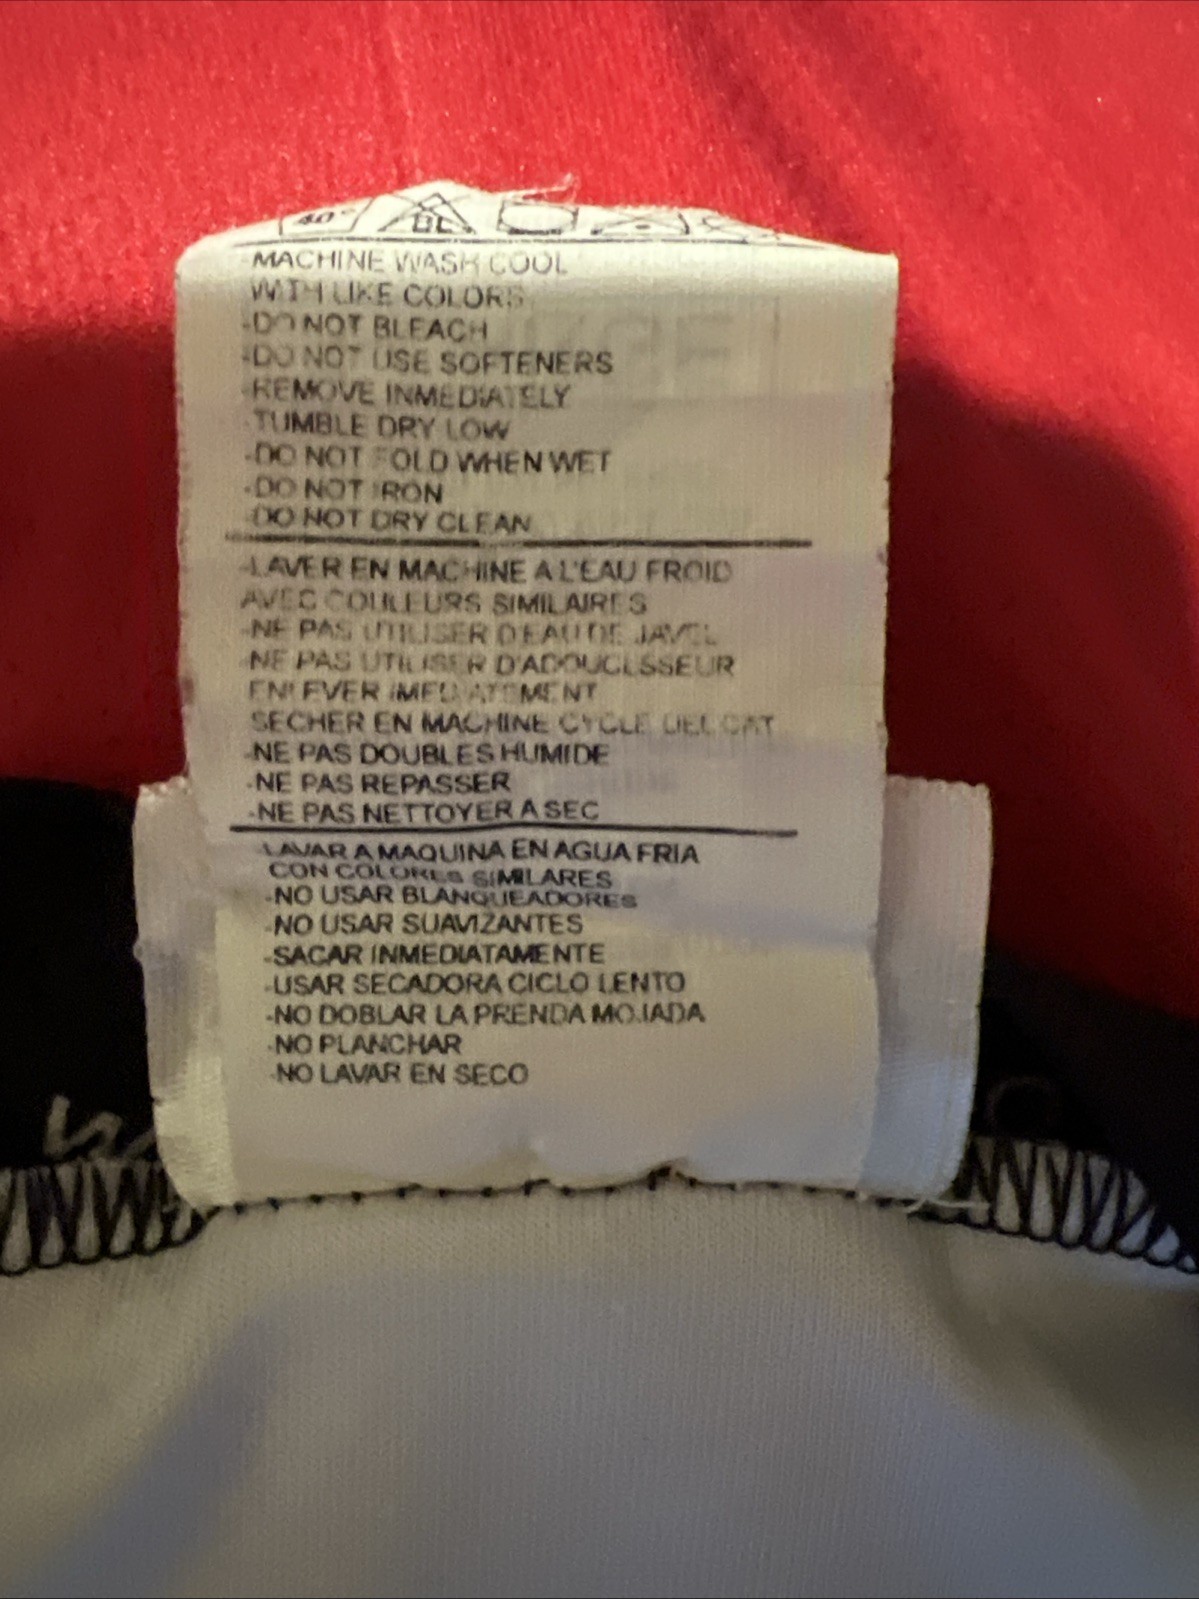 40°
BL
-MACHINE WASH COOL
WITH LIKE COLORS
-DO NOT BLEACH
-DO NOT USE SOFTENERS
-REMOVE INMEDIATELY
-TUMBLE DRY LOW
-DO NOT FOLD WHEN WET
-DO NOT IRON
-DO NOT DRY CLEAN
-LAVER EN MACHINE A L'EAU FROID
AVEC COULEURS SIMILAIRES
-NE PAS UTILISER D'EAU DE JAVEL
-NE PAS UTILISER D'ADOUCLSSEUR
ENLEVER
SECHER EN MACHINE CYCLE
-NE PAS DOUBLES HUMIDE
-NE PAS REPASSER
-NE PAS NETTOYER A SEC
-LAVAR A MAQUINA EN AGUA FRIA
CON COLORES SIMILARES
-NO USAR BLANQUEADORES
-NO USAR SUAVIZANTES
-SACAR INMEDIATAMENTE
-USAR SECADORA CICLO LENTO
-NO DOBLAR LA PRENDA MOJADA
-NO PLANCHAR
-NO LAVAR EN SECO